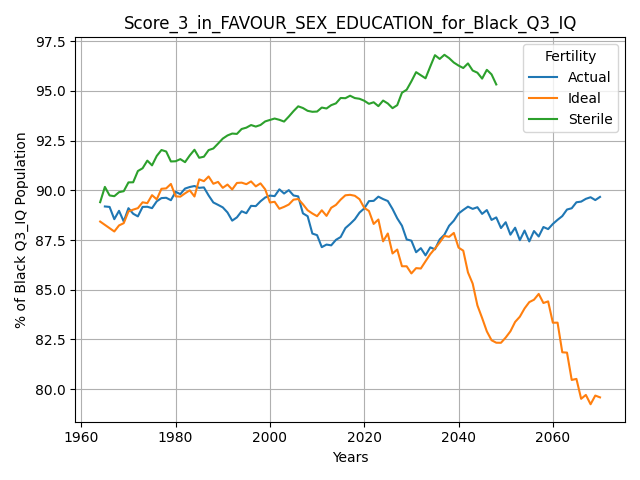 Score_3_in_FAVOUR_SEX_EDUCATION_for_Black_Q3_IQ
% of Black Q3_IQ Population
97.5
95.0
92.5
90.0
87.5
85.0
82.5
80.0
Fertility
Actual
Ideal
Sterile
1960
1980
2000
2020
2040
2060
Years